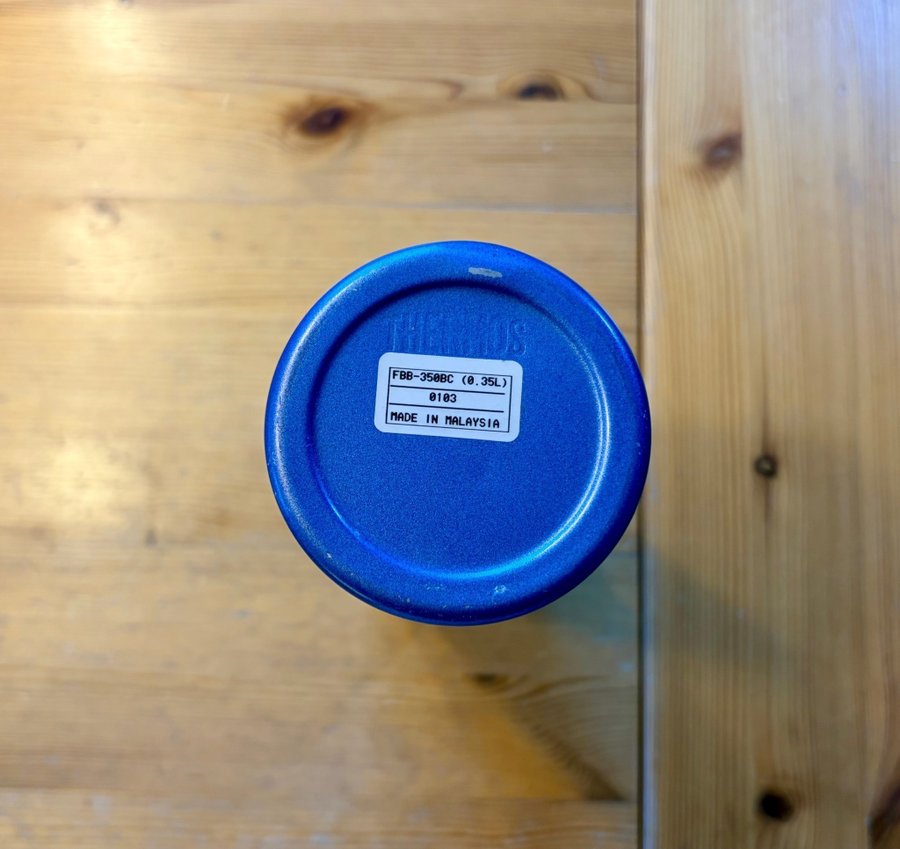 THERMOS
FBB-350BC (0.35L)
0103
MADE IN MALAYSIA